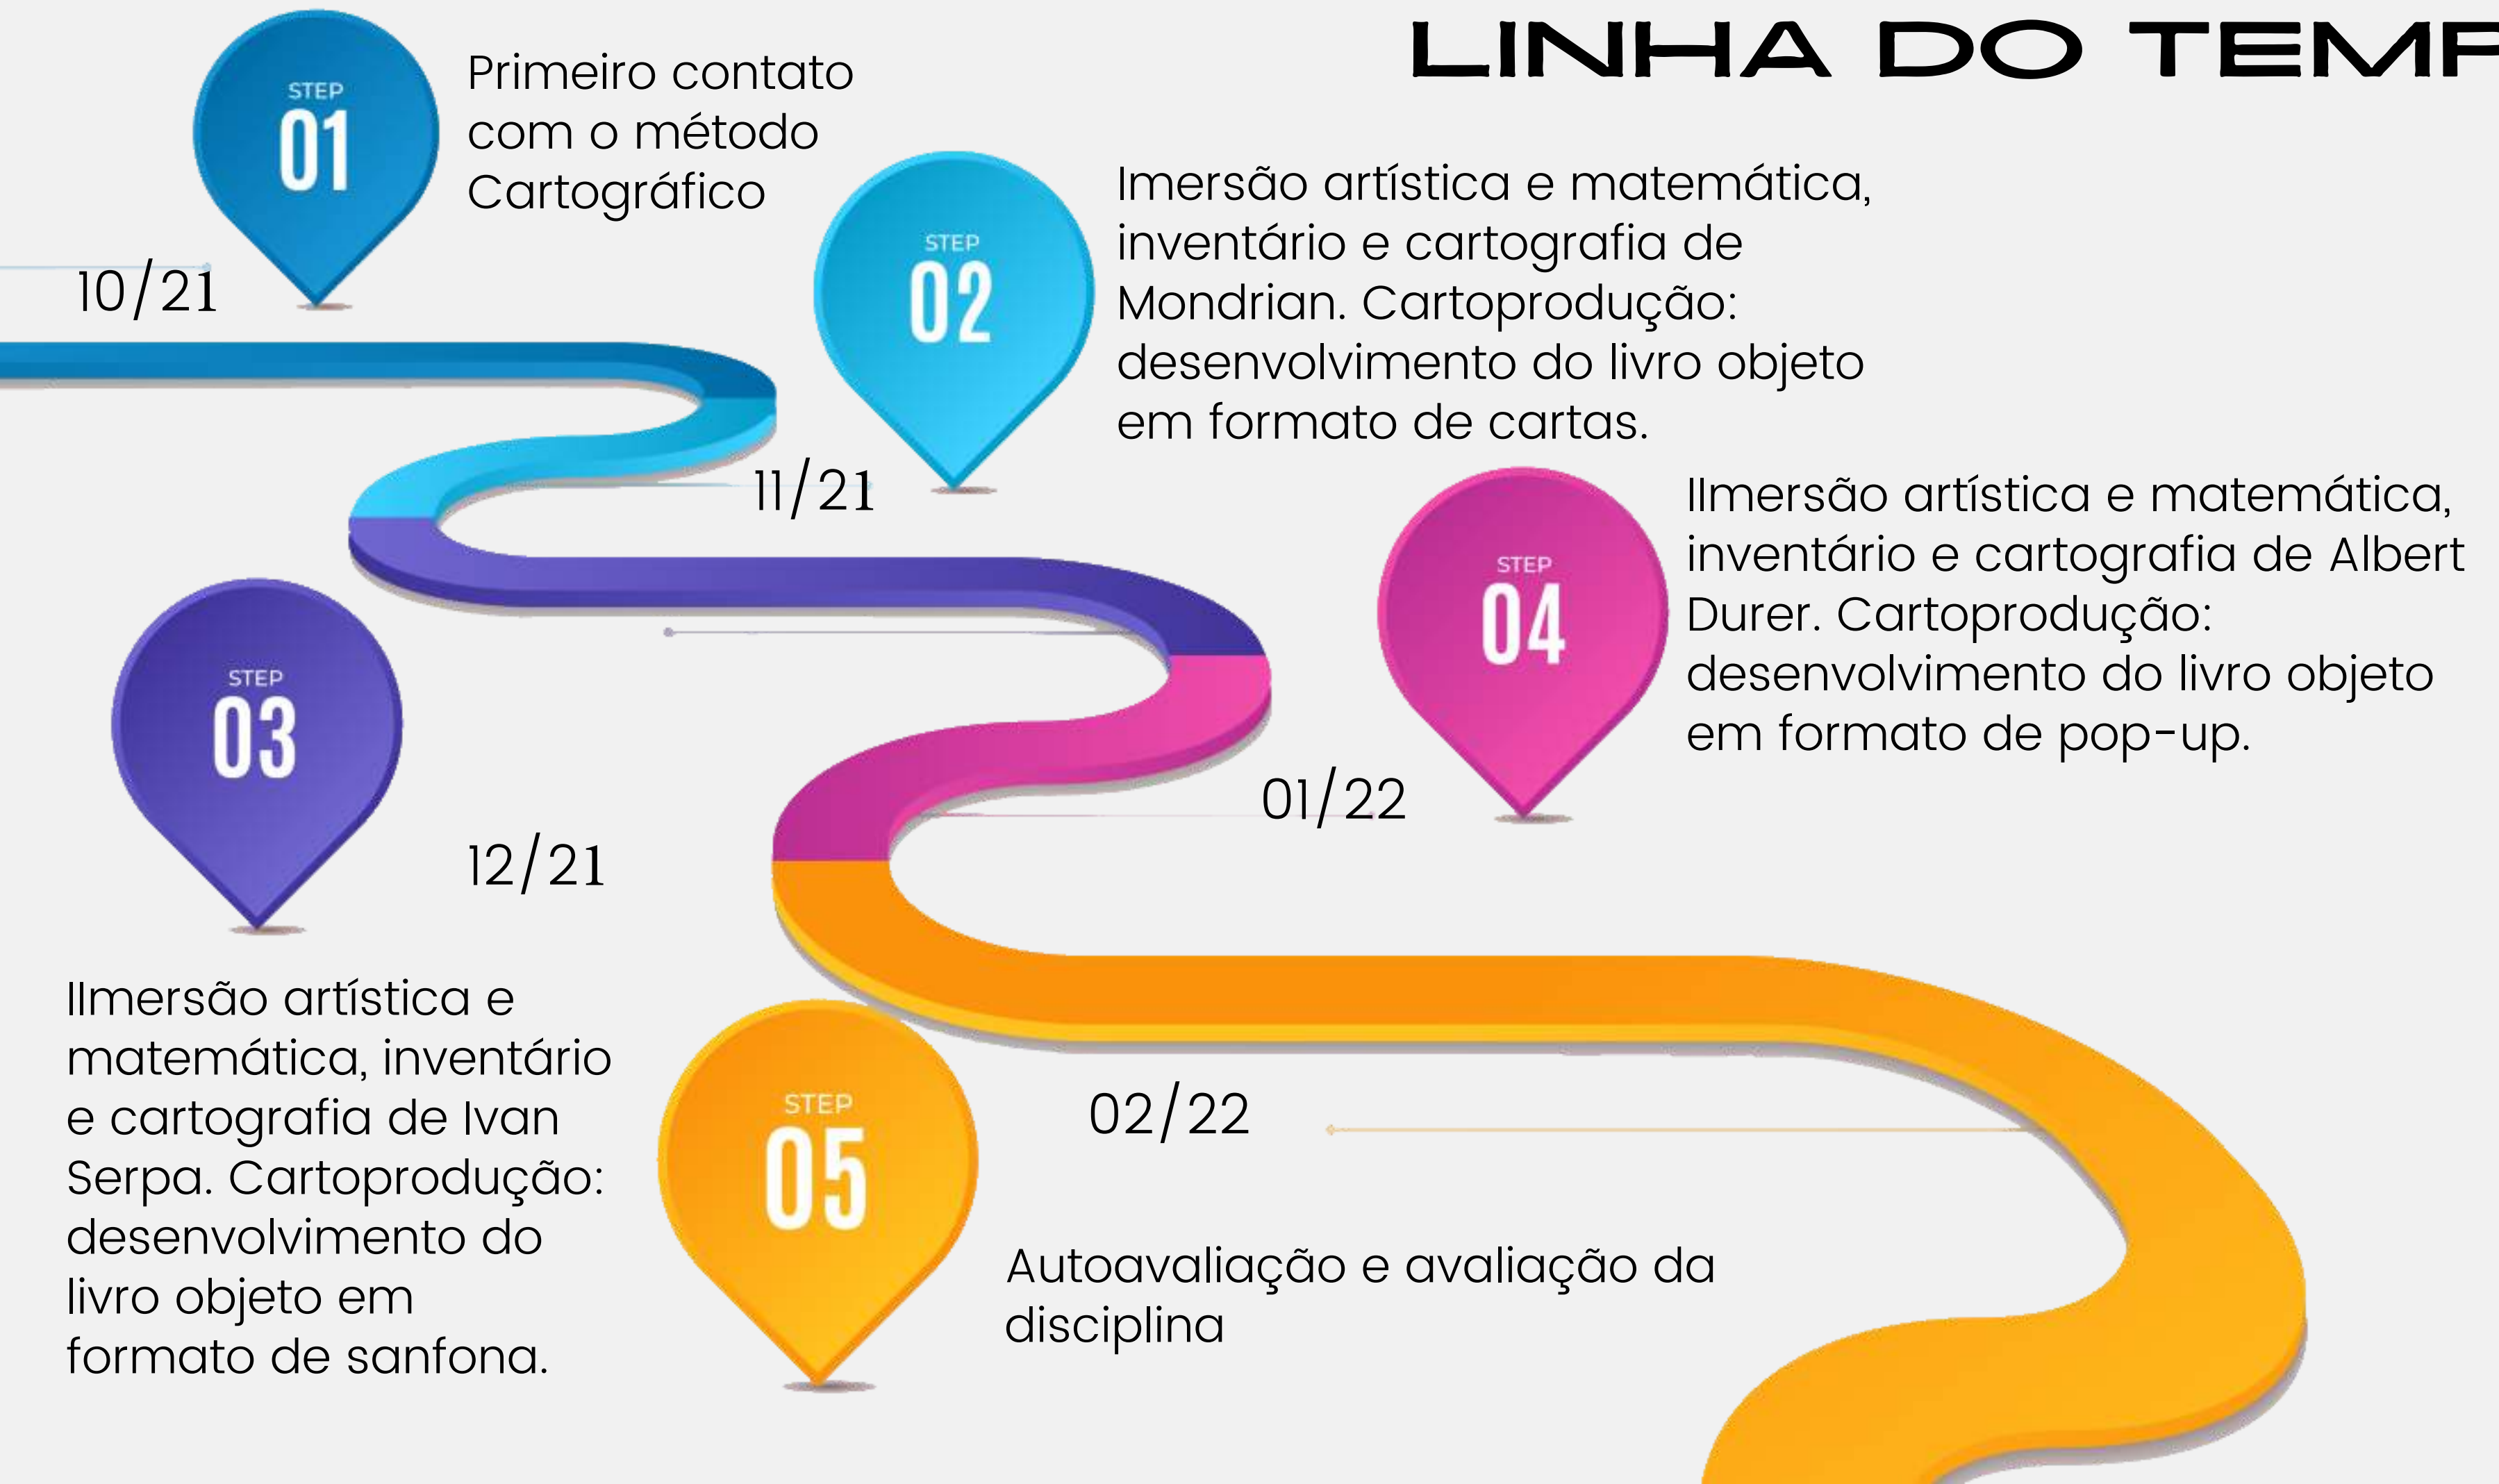 LINHA DO TEMP
STEP
01
Primeiro contato
com o método
Cartográfico
10/21
STEP
02
Imersão artística e matemática,
inventário e cartografia de
Mondrian. Cartoprodução:
desenvolvimento do livro objeto
em formato de cartas.
11/21
STEP
03
12/21
IImersão artística e
matemática, inventário
e cartografia de Ivan
Serpa. Cartoprodução:
desenvolvimento do
livro objeto em
formato de sanfona.
STEP
04
IImersão artística e matemática,
inventário e cartografia de Albert
Durer. Cartoprodução:
desenvolvimento do livro objeto
em formato de pop-up.
01/22
STEP
05
02/22
Autoavaliação e avaliação da
disciplina